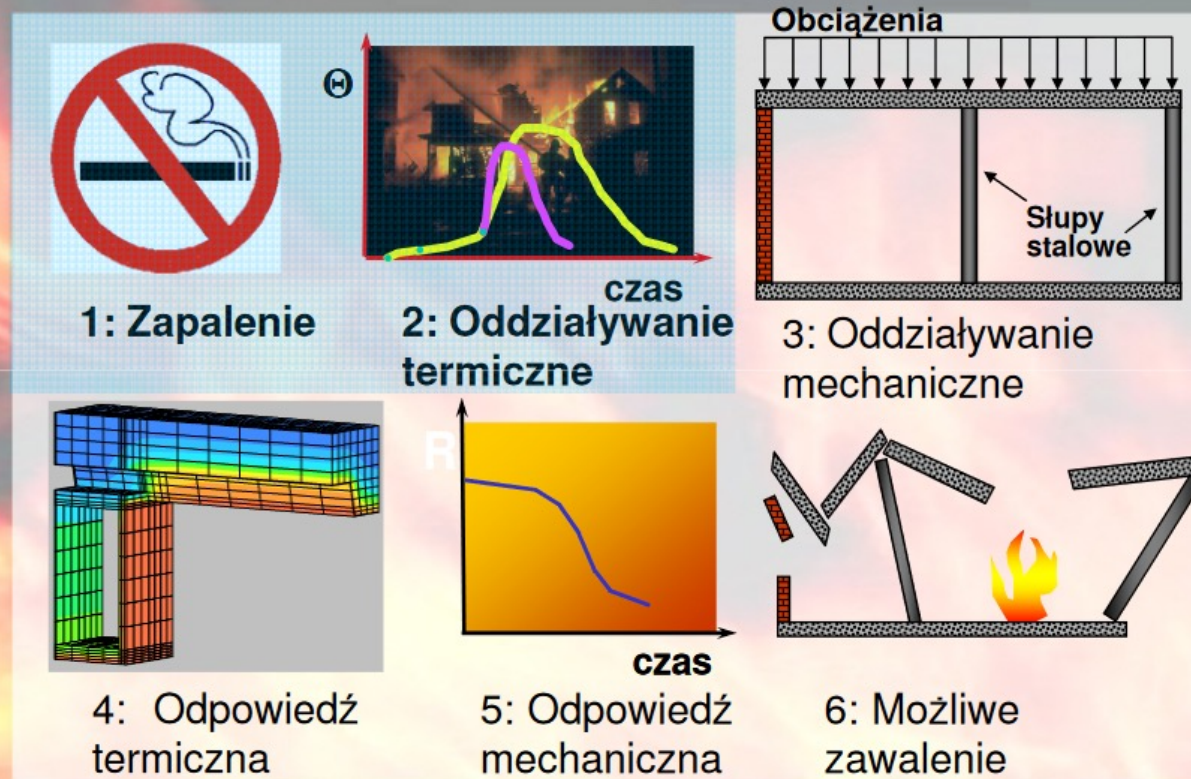 Obciążenia
Θ
Słupy
stalowe
czas
1: Zapalenie
2: Oddziaływanie
termiczne
3: Oddziaływanie
mechaniczne
R
czas
4: Odpowiedź
termiczna
5: Odpowiedź
mechaniczna
6: Możliwe
zawalenie